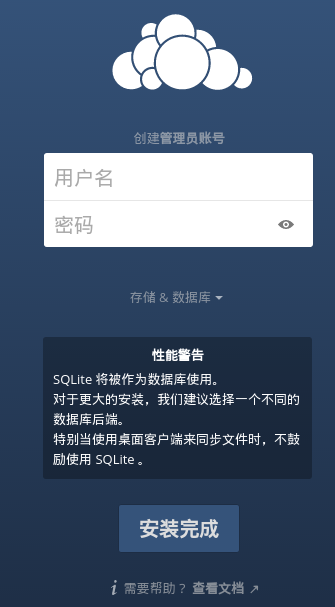 创建管理员账号
用户名
密码
存储 & 数据库
性能警告
SQLite 将被作为数据库使用。
对于更大的安装，我们建议选择一个不同的
数据库后端。
特别当使用桌面客户端来同步文件时，不鼓
励使用 SQLite 。
安装完成
i 需要帮助？ 查看文档 ↗